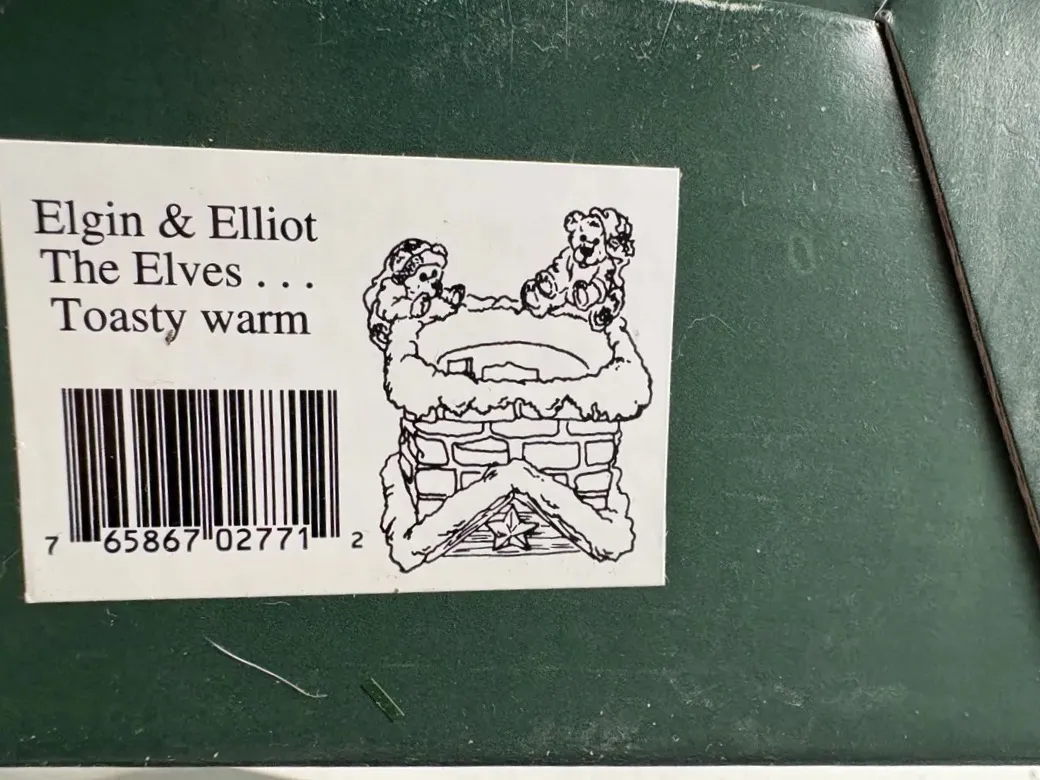 Elgin & Elliot
The Elves . . .
Toasty warm
7 65867 02771 2